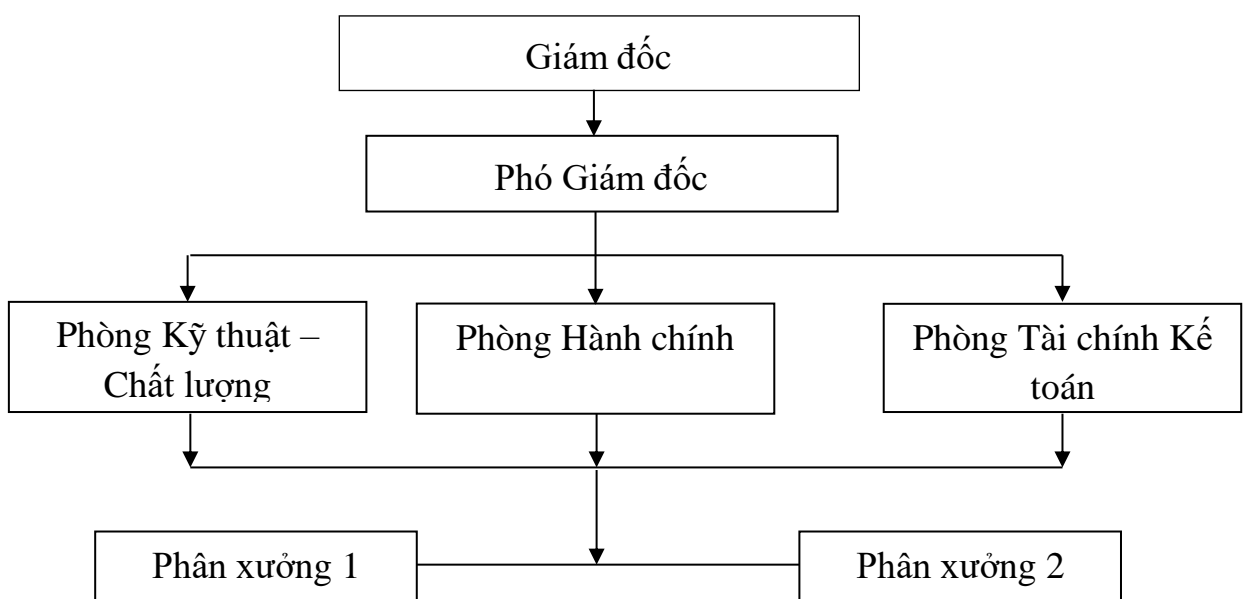 Giám đốc
Phó Giám đốc
Phòng Kỹ thuật –
Chất lượng
Phòng Hành chính
Phòng Tài chính Kế
toán
Phân xưởng 1
Phân xưởng 2